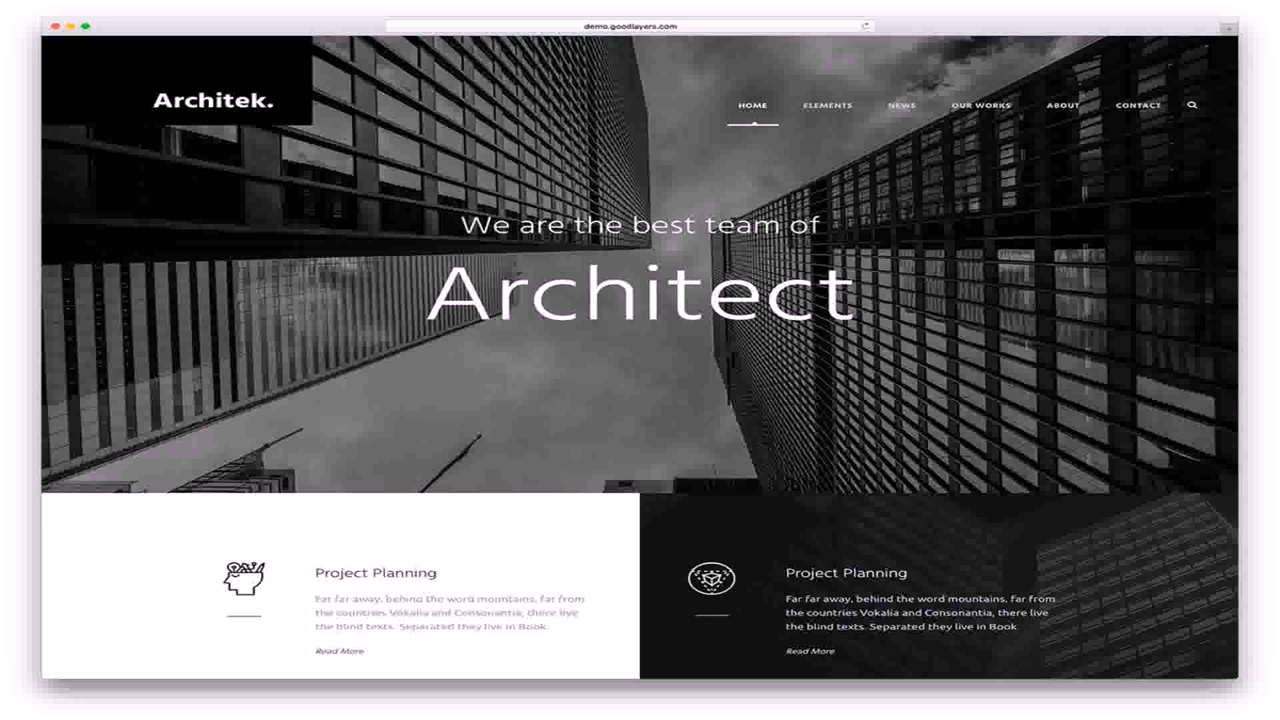 demo.goodlayers.com
Architek.
HOME ELEMENTS NEWS OUR WORKS ABOUT CONTACT
We are the best team of
Architect
Project Planning
Far far away, behind the word mountains, far from
the countries Vokalia and Consonantia, there live
the blind texts. Separated they live in Book.
Read More
Project Planning
Far far away, behind the word mountains, far from
the countries Vokalia and Consonantia, there live
the blind texts. Separated they live in Book.
Read More